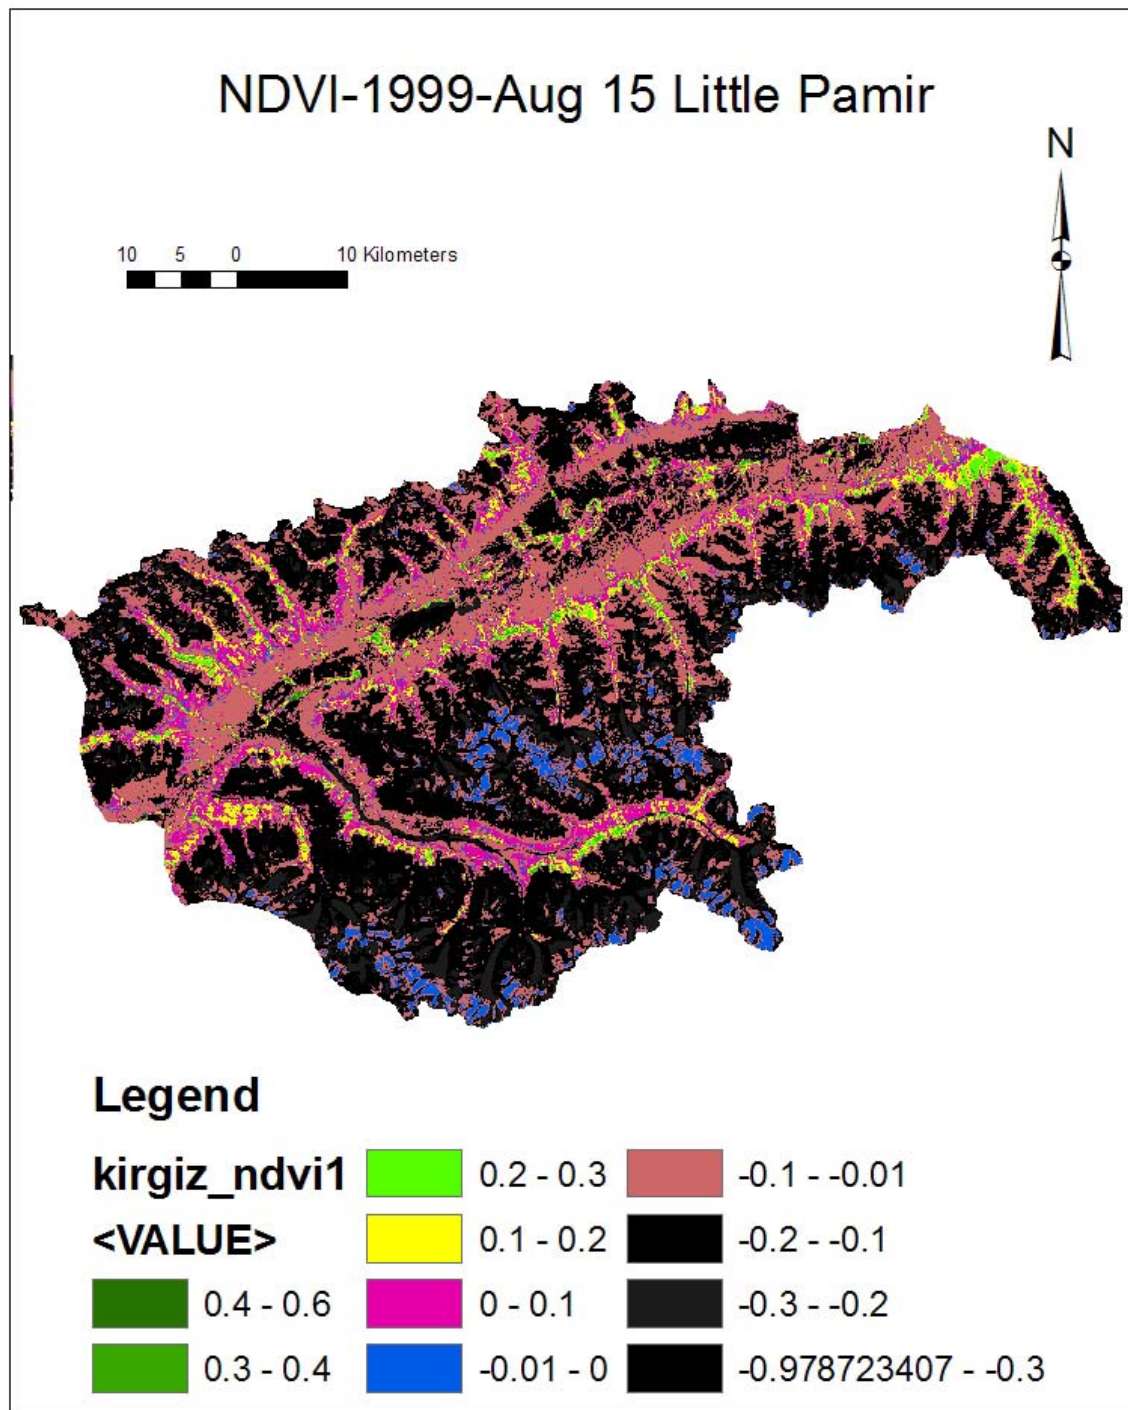 NDVI-1999-Aug 15 Little Pamir
N
10 5 0 10 Kilometers
Legend
kirgiz_ndvi1
<VALUE>
0.4 - 0.6
0.3 - 0.4
0.2 - 0.3
0.1 - 0.2
0 - 0.1
-0.01 - 0
-0.1 - -0.01
-0.2 - -0.1
-0.3 - -0.2
-0.978723407 - -0.3